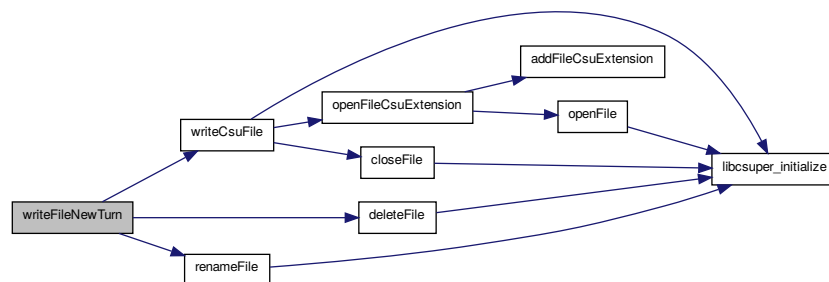 addFileCsuExtension
openFileCsuExtension
openFile
writeCsuFile
closeFile
libcsuper_initialize
writeFileNewTurn
deleteFile
renameFile